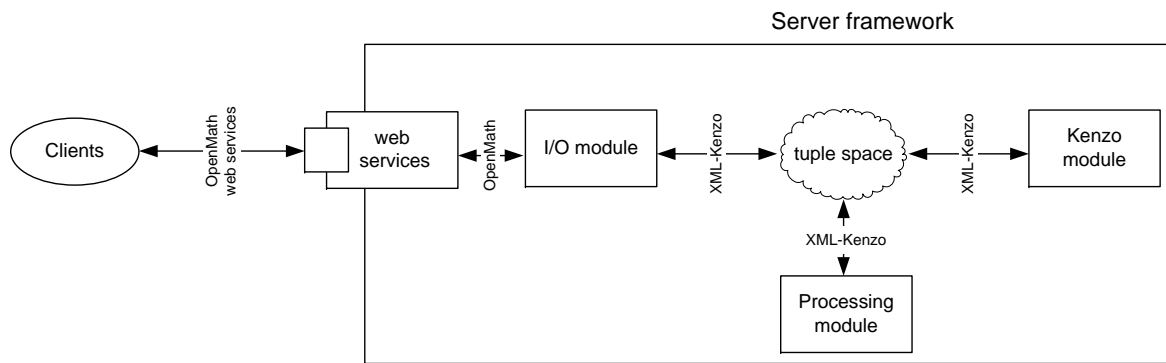 Server framework
Clients
OpenMath
web services
web
services
OpenMath
I/O module
XML-Kenzo
tuple space
XML-Kenzo
Kenzo
module
XML-Kenzo
Processing
module